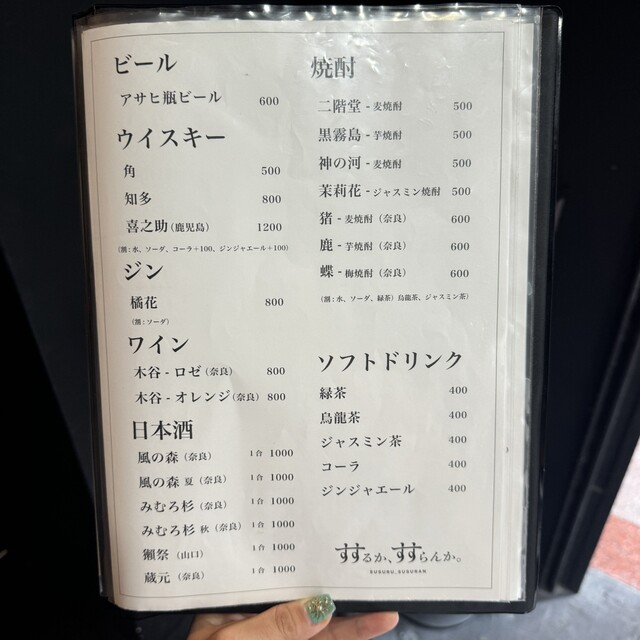 ビール
アサヒ瓶ビール 600
ウイスキー
角 500
知多 800
喜之助(鹿児島) 1200
(割:水、ソーダ、コーラ+100、ジンジャエール+100)
ジン
橘花 800
(割:ソーダ)
ワイン
木谷 - ロゼ(奈良) 800
木谷 - オレンジ(奈良) 800
日本酒
風の森(奈良) 1合 1000
風の森 夏(奈良) 1合 1000
みむろ杉(奈良) 1合 1000
みむろ杉 秋(奈良) 1合 1000
獺祭(山口) 1合 1000
蔵元(奈良) 1合 1000
焼酎
二階堂 - 麦焼酎 500
黒霧島 - 芋焼酎 500
神の河 - 麦焼酎 500
茉莉花 - ジャスミン焼酎 500
猪 - 麦焼酎(奈良) 600
鹿 - 芋焼酎(奈良) 600
蝶 - 梅焼酎(奈良) 600
(割:水、ソーダ、緑茶)烏龍茶、ジャスミン茶)
ソフトドリンク
緑茶 400
烏龍茶 400
ジャスミン茶 400
コーラ 400
ジンジャエール 400
すするか、すすらんか。
SUSURU, SUSURAN